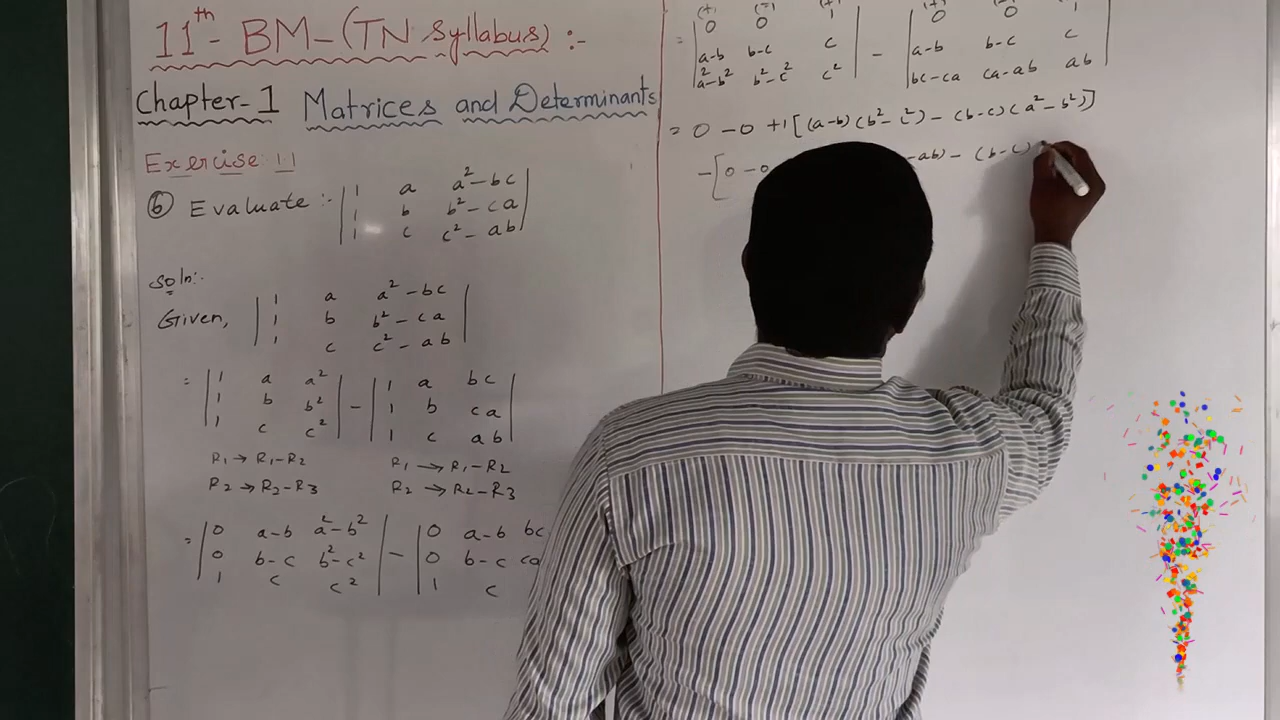 11th - BM - (TN Syllabus) :-
Chapter-1 Matrices and Determinants
Exercise 1.1
⑥ Evaluate :- | 1 a a²-bc |
| 1 b b²-ca |
| 1 c c²-ab |
Soln:-
Given, | 1 a a²-bc |
| 1 b b²-ca |
| 1 c c²-ab |
= | 1 a a² | - | 1 a bc |
| 1 b b² | | 1 b ca |
| 1 c c² | | 1 c ab |
R₁ → R₁-R₂ R₁ → R₁-R₂
R₂ → R₂-R₃ R₂ → R₂-R₃
= | 0 a-b a²-b² | - | 0 a-b bc
| 0 b-c b²-c² | | 0 b-c ca
| 1 c c² | | 1 c
(+) (-) (+) (+) (-) (+)
= | 0 0 1 | - | 0 0 1 |
| a-b b-c c | | a-b b-c c |
| a²-b² b²-c² c² | | bc-ca ca-ab ab |
= 0 - 0 + 1[(a-b)(b²-c²) - (b-c)(a²-b²)]
-[0 - 0 -ab) - (b-c)